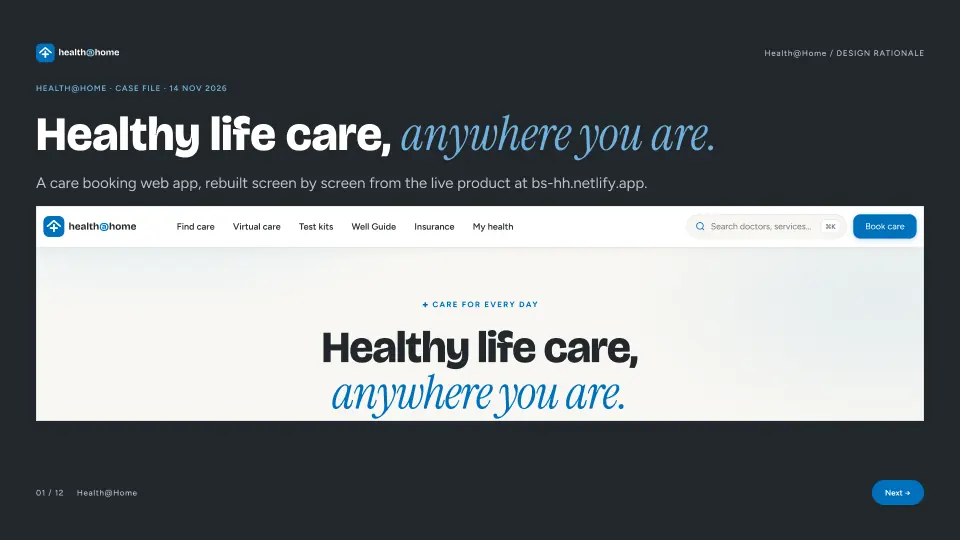 health@home
Health@Home / DESIGN RATIONALE
HEALTH@HOME · CASE FILE · 14 NOV 2026
Healthy life care, anywhere you are.
A care booking web app, rebuilt screen by screen from the live product at bs-hh.netlify.app.
health@home Find care Virtual care Test kits Well Guide Insurance My health Search doctors, services... ⌘K Book care
+ CARE FOR EVERY DAY
Healthy life care,
anywhere you are.
01 / 12 Health@Home
Next →